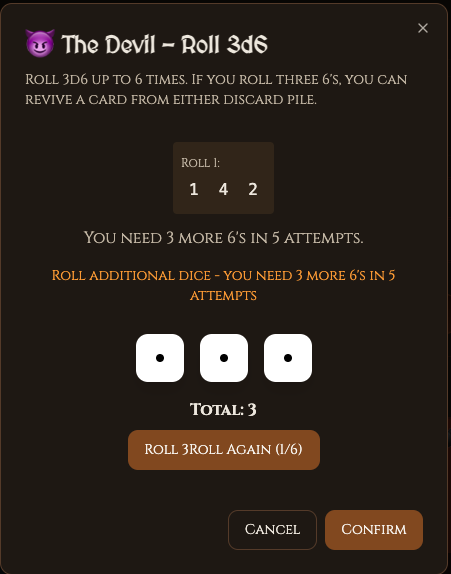 The Devil – Roll 3d6
Roll 3D6 up to 6 times. If you roll three 6's, you can
revive a card from either discard pile.
Roll 1:
1 4 2
You need 3 more 6's in 5 attempts.
Roll additional dice - you need 3 more 6's in 5
attempts
Total: 3
Roll 3Roll Again (1/6)
Cancel Confirm